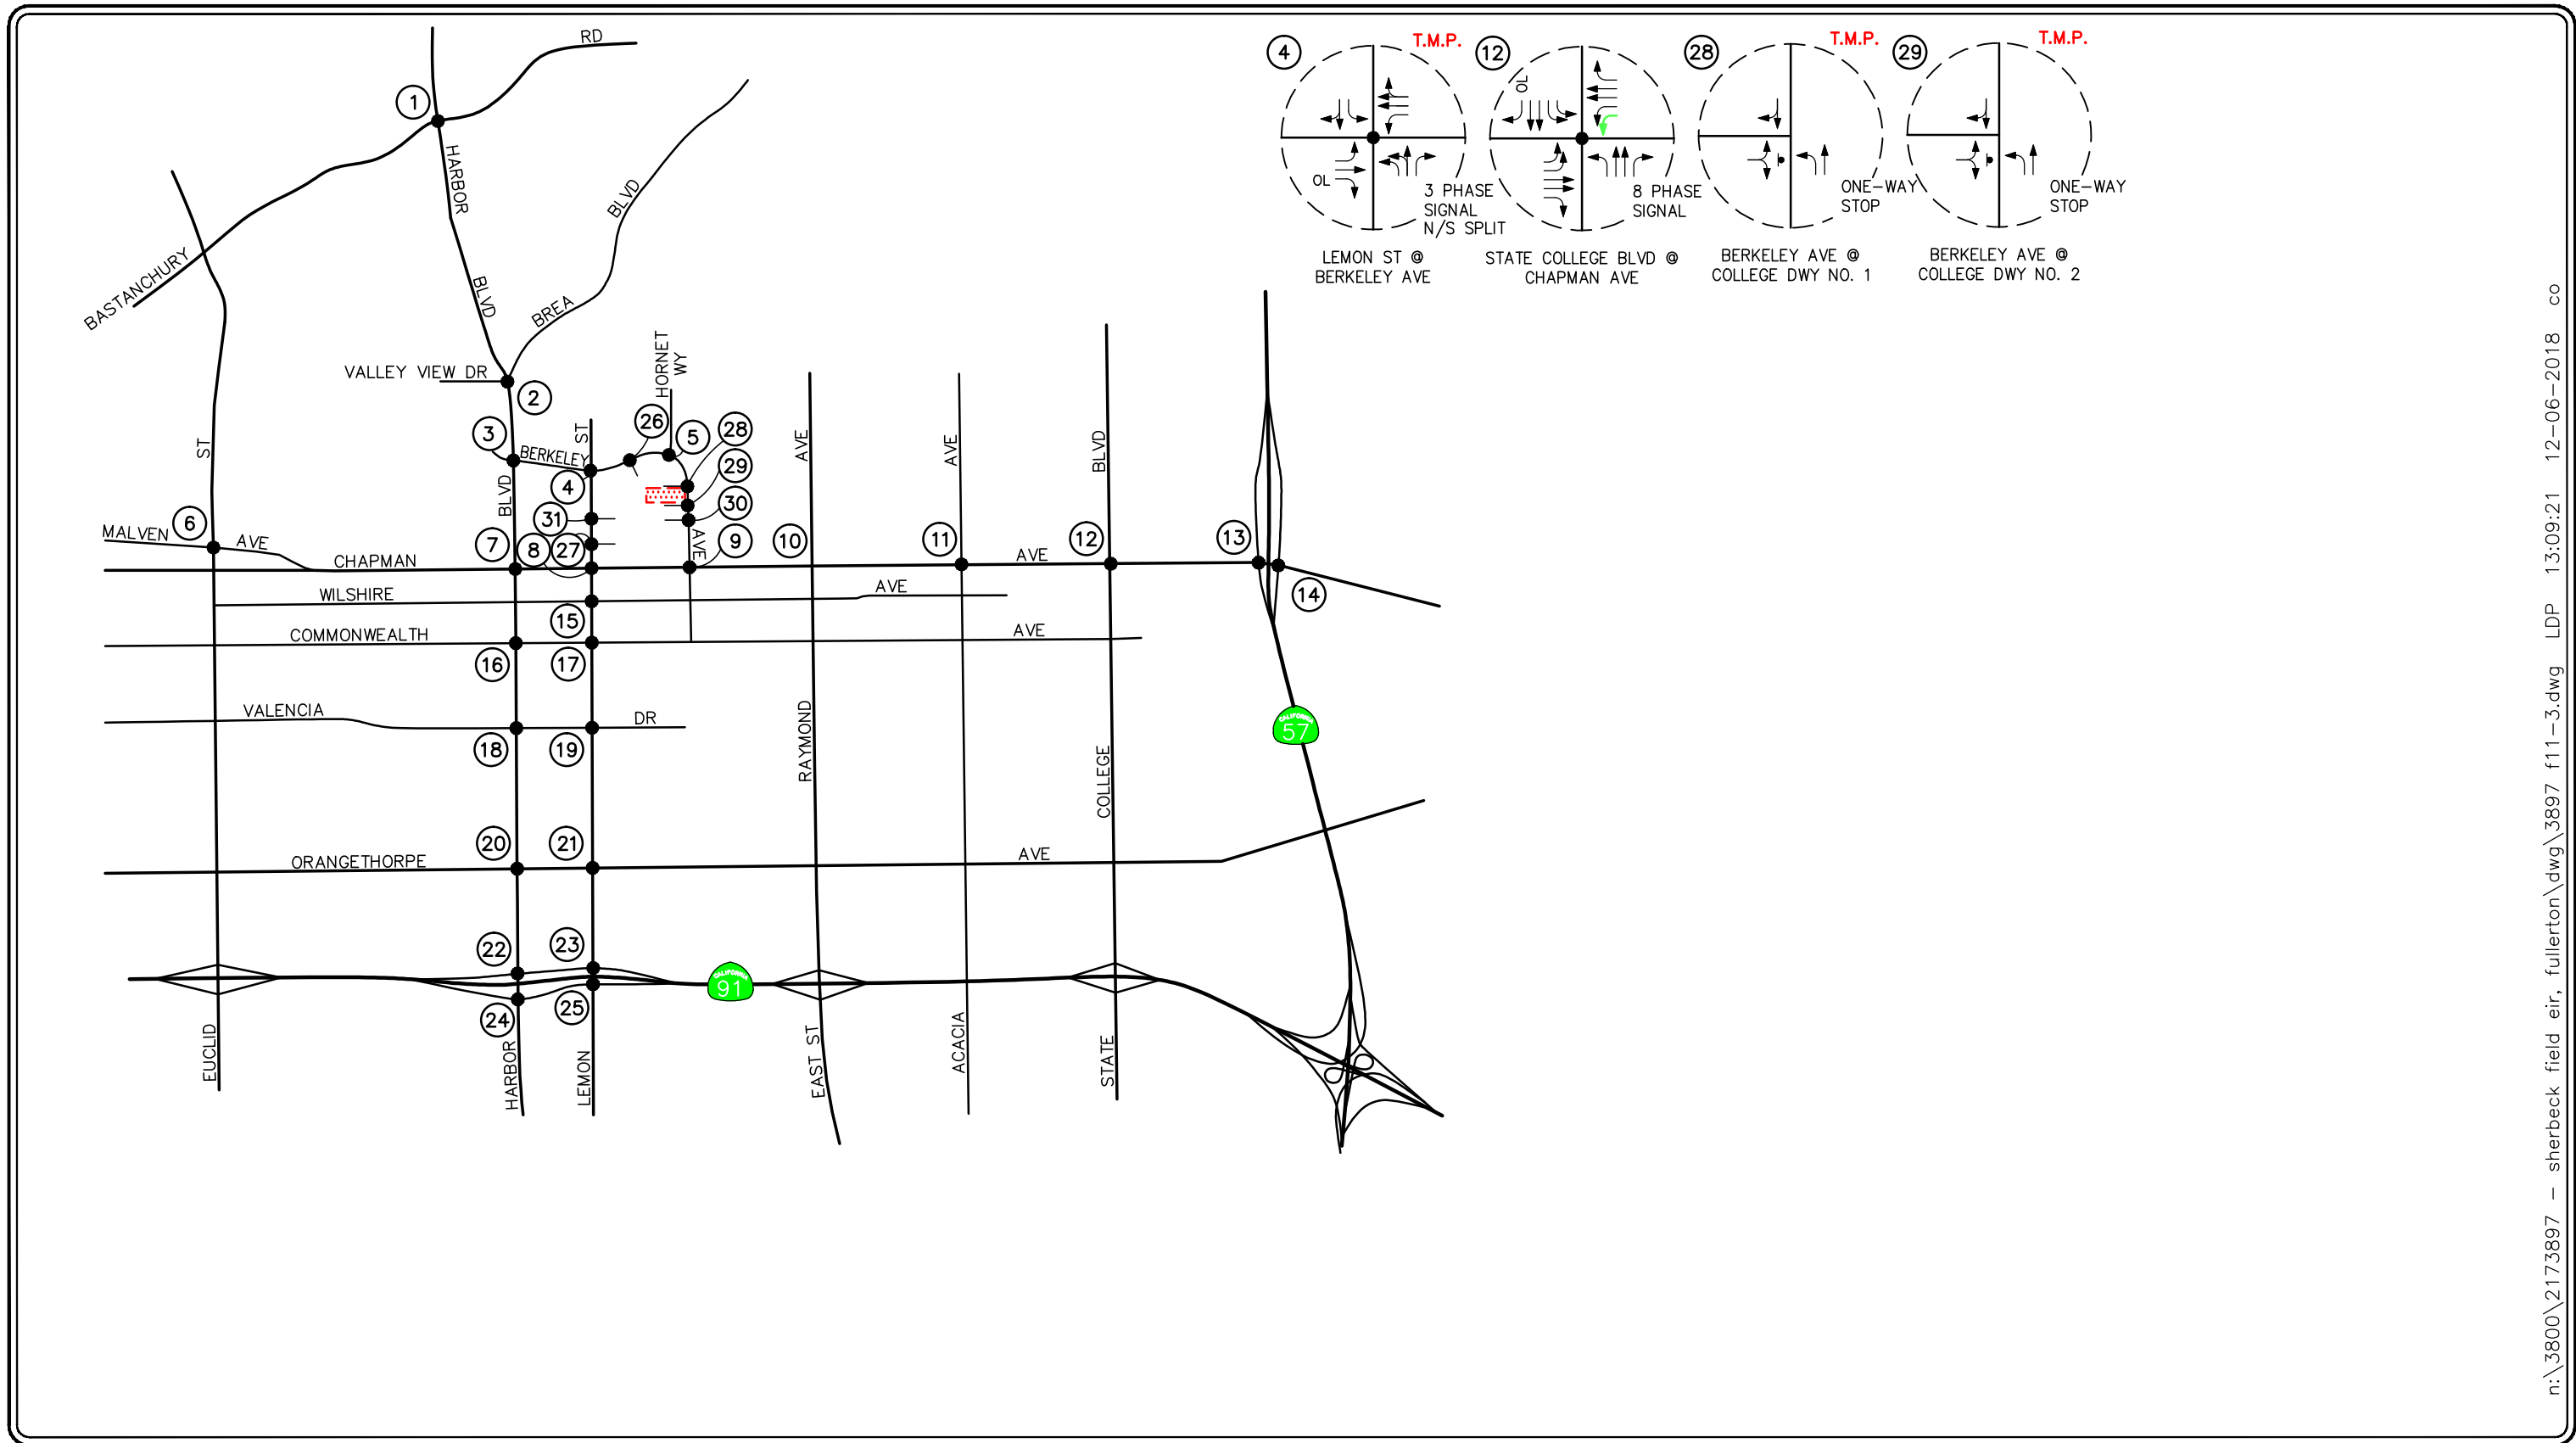 RD
1
HARBOR
BLVD
BLVD
BREA
BASTANCHURY
ST
VALLEY VIEW DR
2
HORNET
WY
3
BERKELEY
ST
26
5
28
29
30
4
BLVD
31
8
27
AVE
9
AVE
10
AVE
11
BLVD
12
13
14
MALVEN
AVE
6
7
CHAPMAN
AVE
WILSHIRE
AVE
15
COMMONWEALTH
AVE
16
17
VALENCIA
DR
18
19
RAYMOND
COLLEGE
CALIFORNIA
57
20
21
ORANGETHORPE
AVE
22
23
CALIFORNIA
91
24
25
EUCLID
HARBOR
LEMON
EAST ST
ACACIA
STATE
4
T.M.P.
OL
3 PHASE
SIGNAL
N/S SPLIT
LEMON ST @
BERKELEY AVE
12
OL
8 PHASE
SIGNAL
STATE COLLEGE BLVD @
CHAPMAN AVE
28
T.M.P.
ONE-WAY
STOP
BERKELEY AVE @
COLLEGE DWY NO. 1
29
T.M.P.
ONE-WAY
STOP
BERKELEY AVE @
COLLEGE DWY NO. 2
n:\3800\2173897 - sherbeck field eir, fullerton\dwg\3897 f11-3.dwg LDP 13:09:21 12-06-2018 co